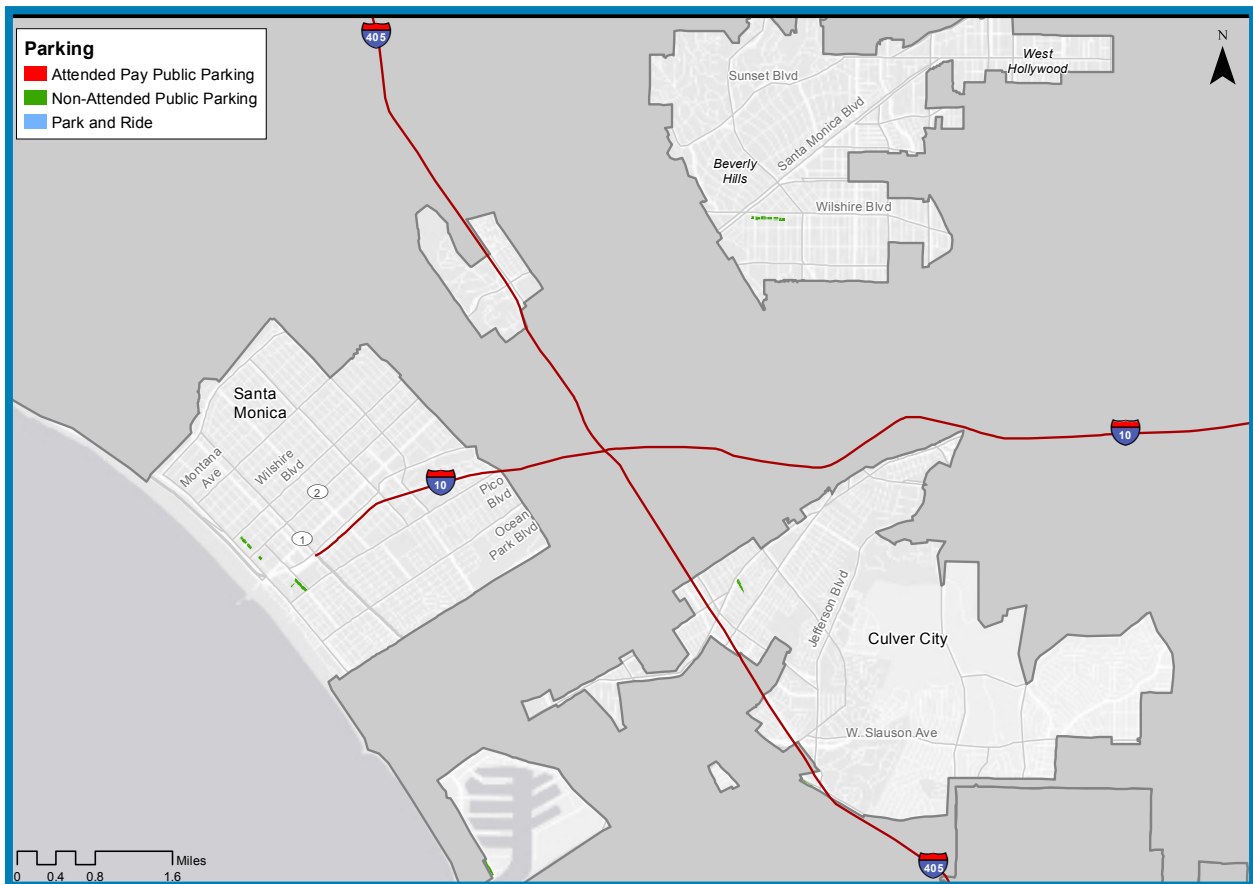 Parking
Attended Pay Public Parking
Non-Attended Public Parking
Park and Ride
405
N
West
Hollywood
Sunset Blvd
Santa Monica Blvd
Beverly
Hills
Wilshire Blvd
Santa
Monica
Montana
Ave
Wilshire
Blvd
2
1
10
Pico
Blvd
Ocean
Park Blvd
10
Jefferson Blvd
Culver City
W. Slauson Ave
405
Miles
0 0.4 0.8 1.6